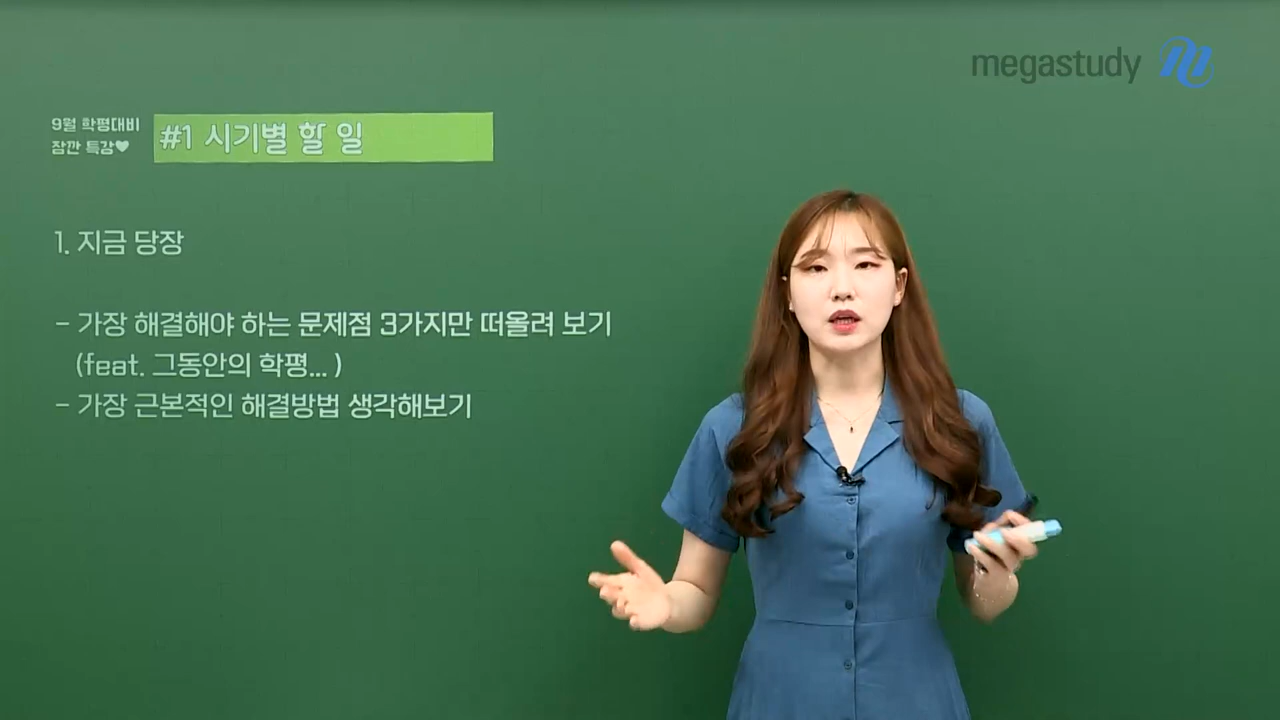 megastudy
9월 학평대비
잠깐 특강♥
#1 시기별 할 일
1. 지금 당장
- 가장 해결해야 하는 문제점 3가지만 떠올려 보기
(feat. 그동안의 학평... )
- 가장 근본적인 해결방법 생각해보기